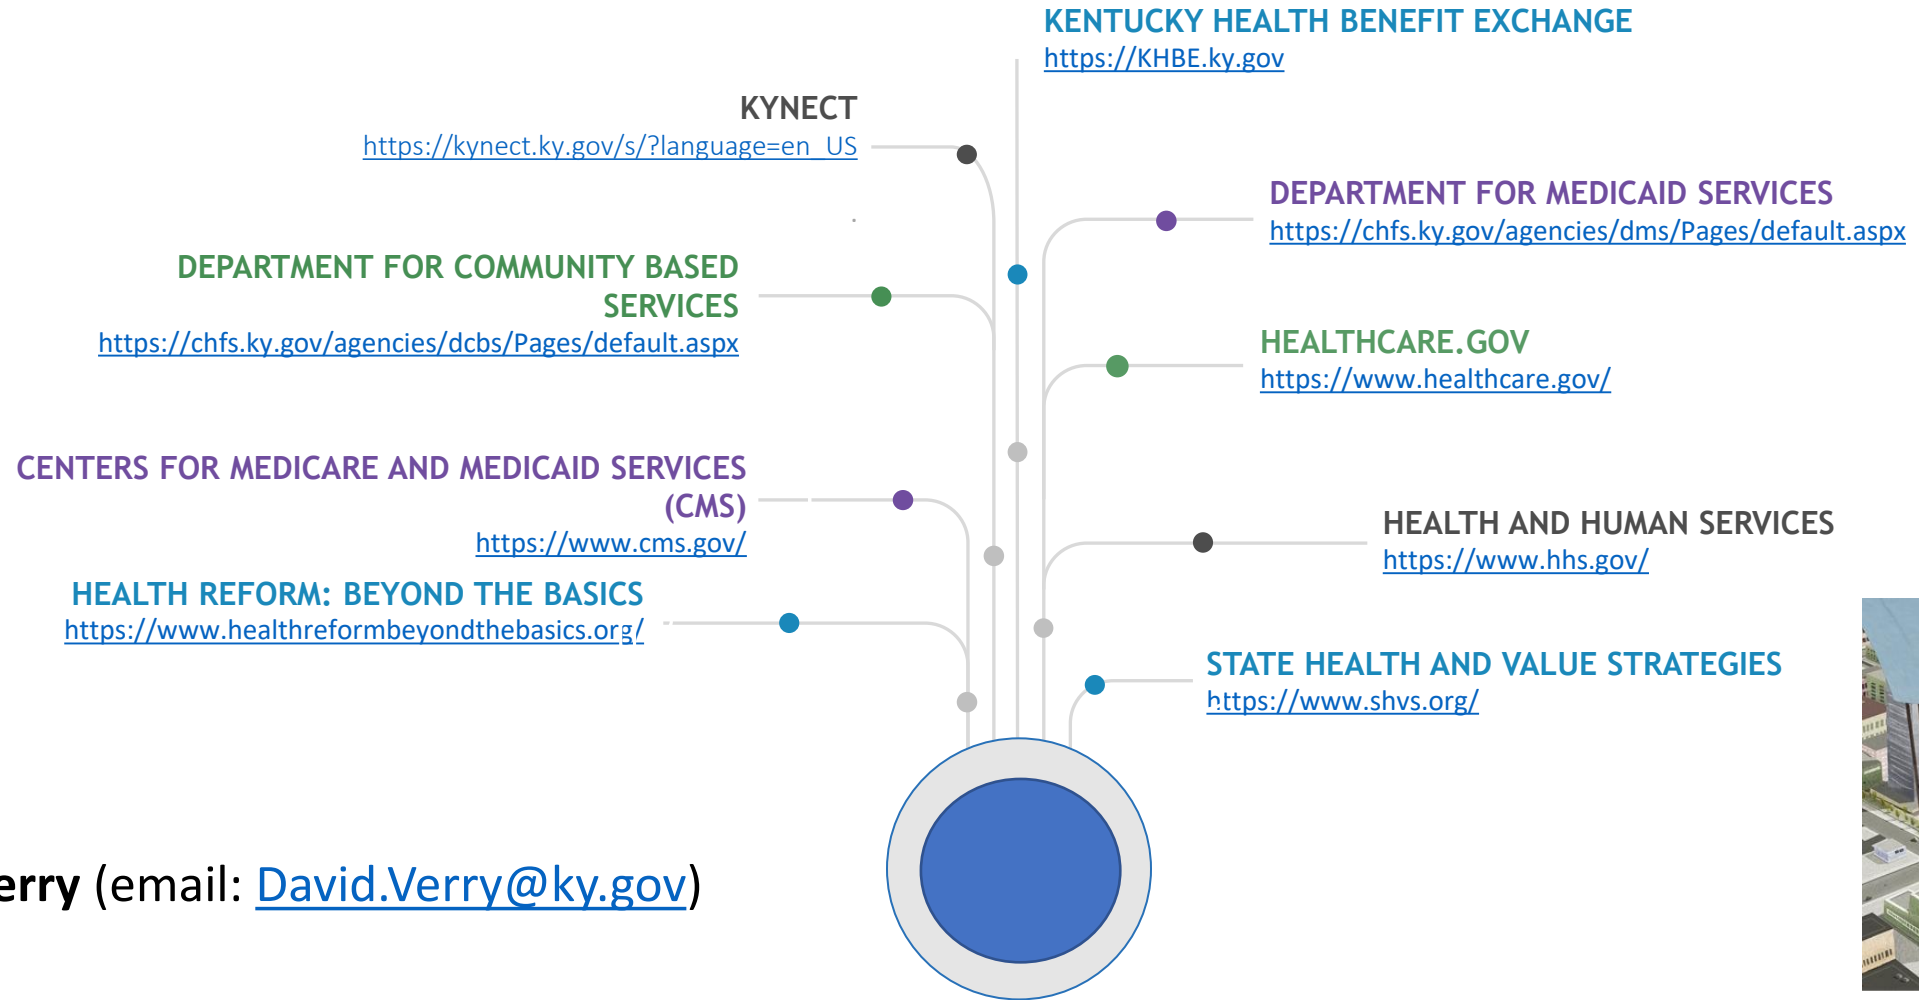 KENTUCKY HEALTH BENEFIT EXCHANGE
https://KHBE.ky.gov
KYNECT
https://kynect.ky.gov/s/?language=en_US
.
DEPARTMENT FOR MEDICAID SERVICES
https://chfs.ky.gov/agencies/dms/Pages/default.aspx
DEPARTMENT FOR COMMUNITY BASED
SERVICES
https://chfs.ky.gov/agencies/dcbs/Pages/default.aspx
HEALTHCARE.GOV
https://www.healthcare.gov/
CENTERS FOR MEDICARE AND MEDICAID SERVICES
(CMS)
https://www.cms.gov/
HEALTH AND HUMAN SERVICES
https://www.hhs.gov/
HEALTH REFORM: BEYOND THE BASICS
https://www.healthreformbeyondthebasics.org/
STATE HEALTH AND VALUE STRATEGIES
https://www.shvs.org/
erry (email: David.Verry@ky.gov)